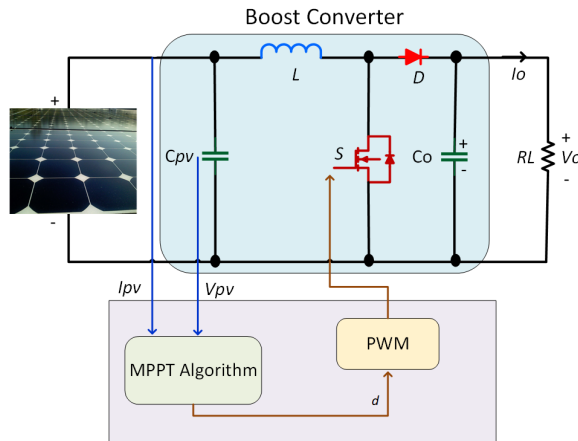 Boost Converter
L
D
Io
+
Cpv
S
Co
+
-
RL
+
Vo
-
-
Ipv
Vpv
MPPT Algorithm
PWM
d